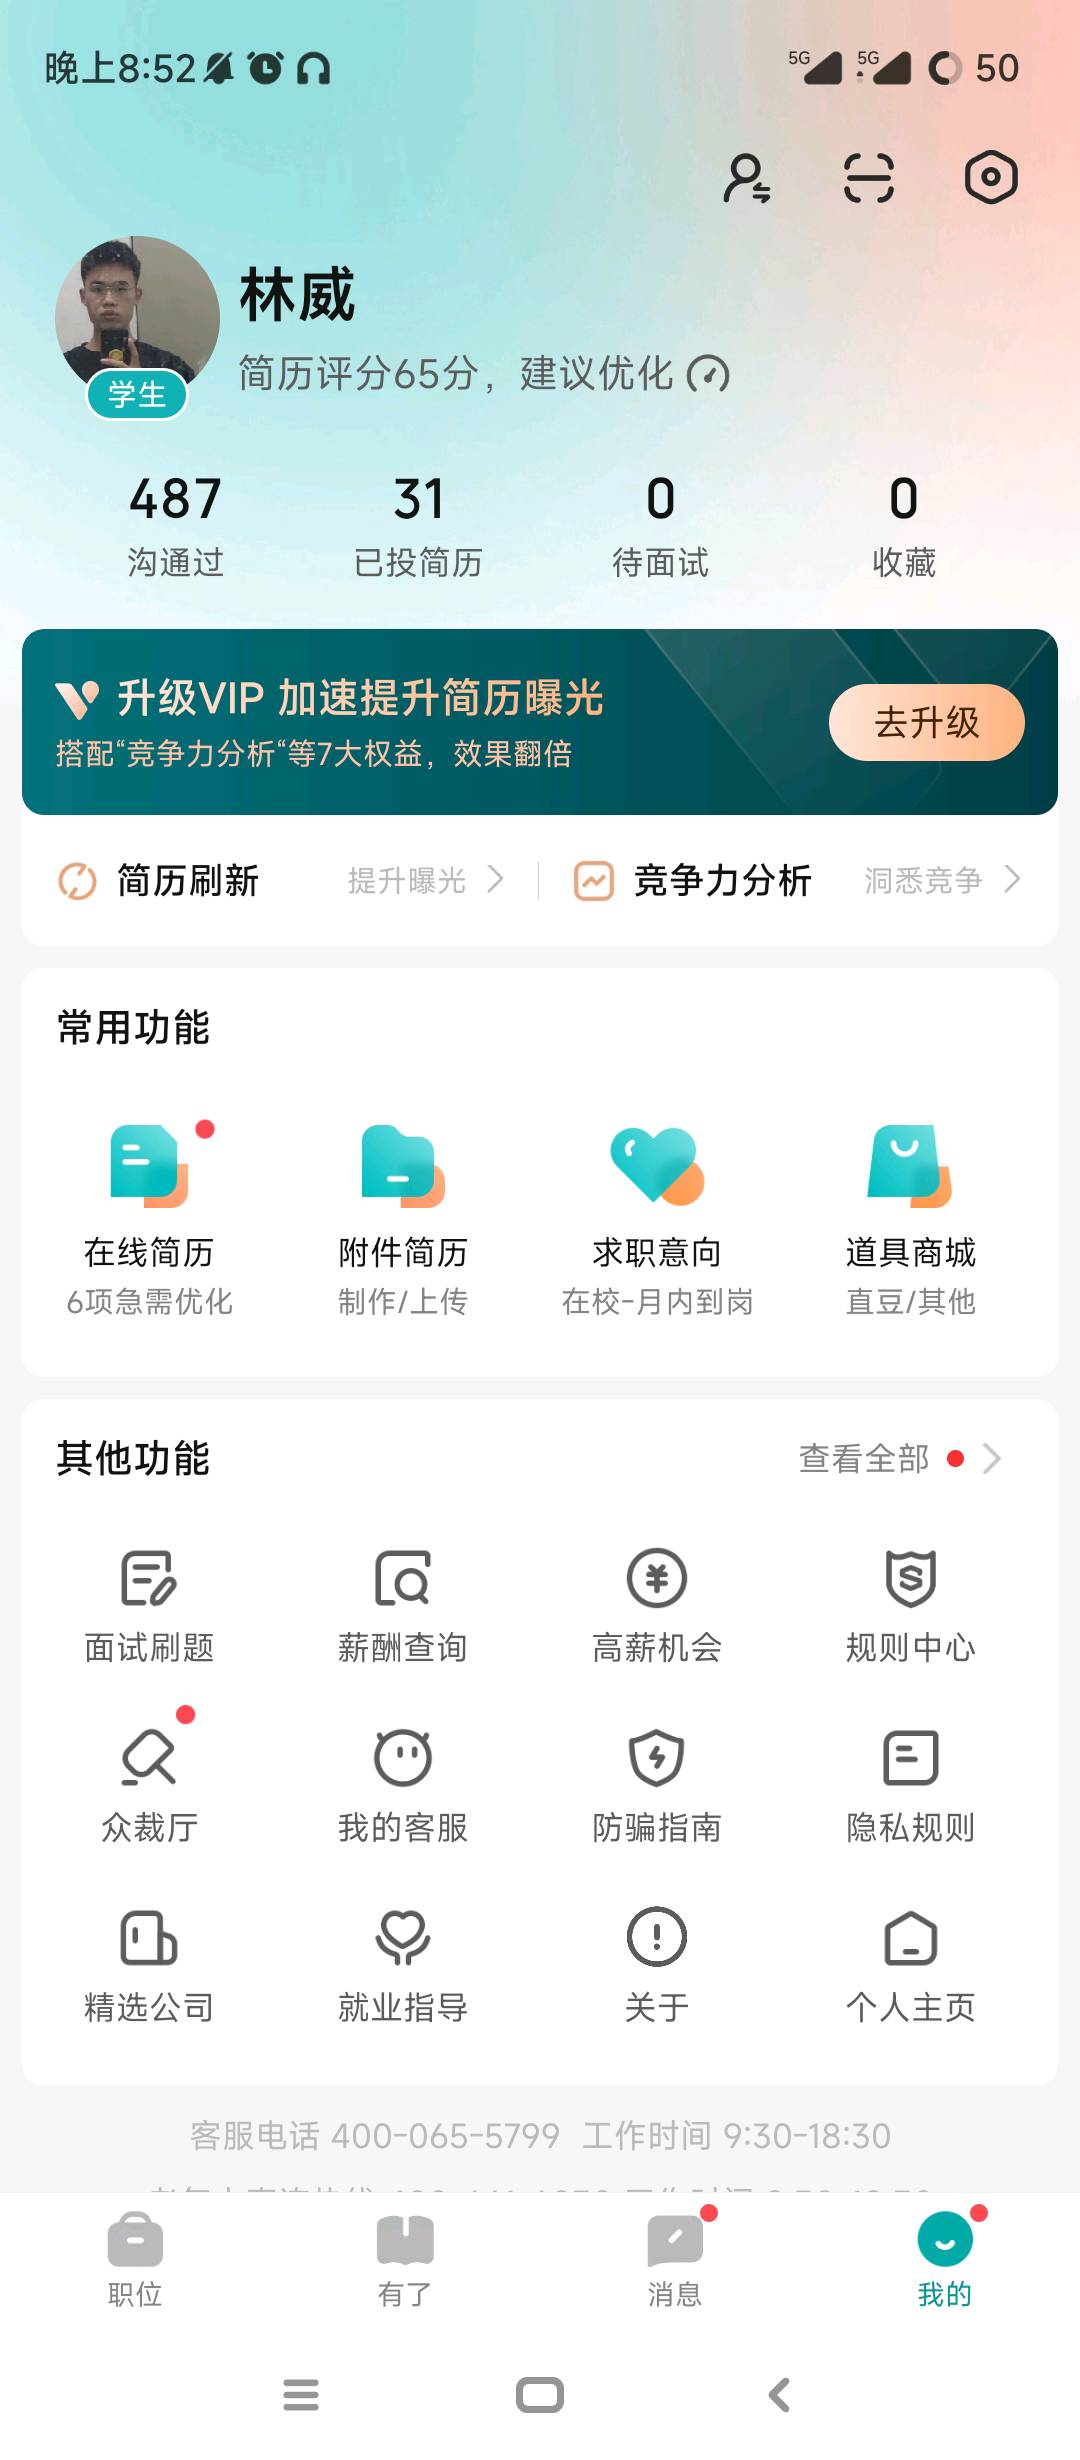 晚上8:52 5G 5G 50
林威
简历评分65分，建议优化
学生
487 31 0 0
沟通过 已投简历 待面试 收藏
升级VIP 加速提升简历曝光
搭配“竞争力分析“等7大权益，效果翻倍
去升级
简历刷新 提升曝光 竞争力分析 洞悉竞争
常用功能
在线简历 附件简历 求职意向 道具商城
6项急需优化 制作/上传 在校-月内到岗 直豆/其他
其他功能 查看全部
面试刷题 薪酬查询 高薪机会 规则中心
众裁厅 我的客服 防骗指南 隐私规则
精选公司 就业指导 关于 个人主页
客服电话 400-065-5799 工作时间 9:30-18:30
职位 有了 消息 我的